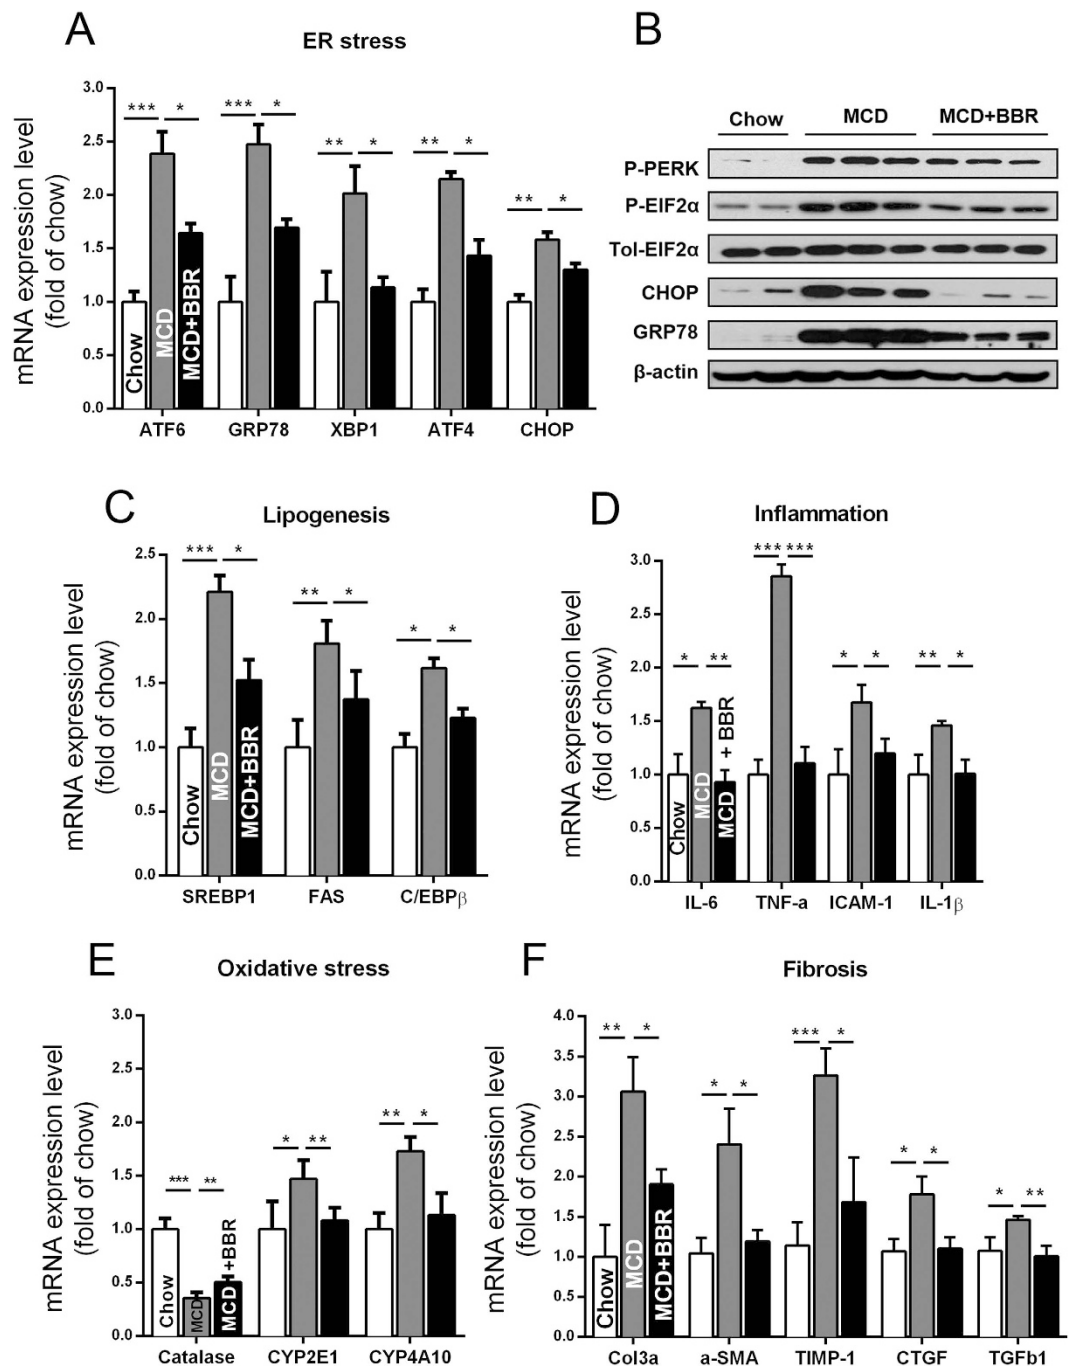 A
ER stress
mRNA expression level
(fold of chow)
3.0
2.5
2.0
1.5
1.0
0.5
0.0
*** *
*** *
** *
** *
** *
Chow
MCD
MCD+BBR
ATF6 GRP78 XBP1 ATF4 CHOP
B
Chow MCD MCD+BBR
P-PERK
P-EIF2α
Tol-EIF2α
CHOP
GRP78
β-actin
C
Lipogenesis
mRNA expression level
(fold of chow)
2.5
2.0
1.5
1.0
0.5
0.0
*** *
** *
* *
Chow
MCD
MCD+BBR
SREBP1 FAS C/EBPβ
D
Inflammation
mRNA expression level
(fold of chow)
3.0
2.5
2.0
1.5
1.0
0.5
0.0
* **
*** ***
* *
** *
Chow
MCD
MCD + BBR
IL-6 TNF-a ICAM-1 IL-1β
E
Oxidative stress
mRNA expression level
(fold of chow)
3.0
2.5
2.0
1.5
1.0
0.5
0.0
*** **
* **
** *
Chow
MCD
MCD+BBR
Catalase CYP2E1 CYP4A10
F
Fibrosis
mRNA expression level
(fold of chow)
4.0
3.0
2.0
1.5
1.0
0.5
0.0
** *
* *
*** *
* *
* **
Chow
MCD
MCD+BBR
Col3a a-SMA TIMP-1 CTGF TGFb1